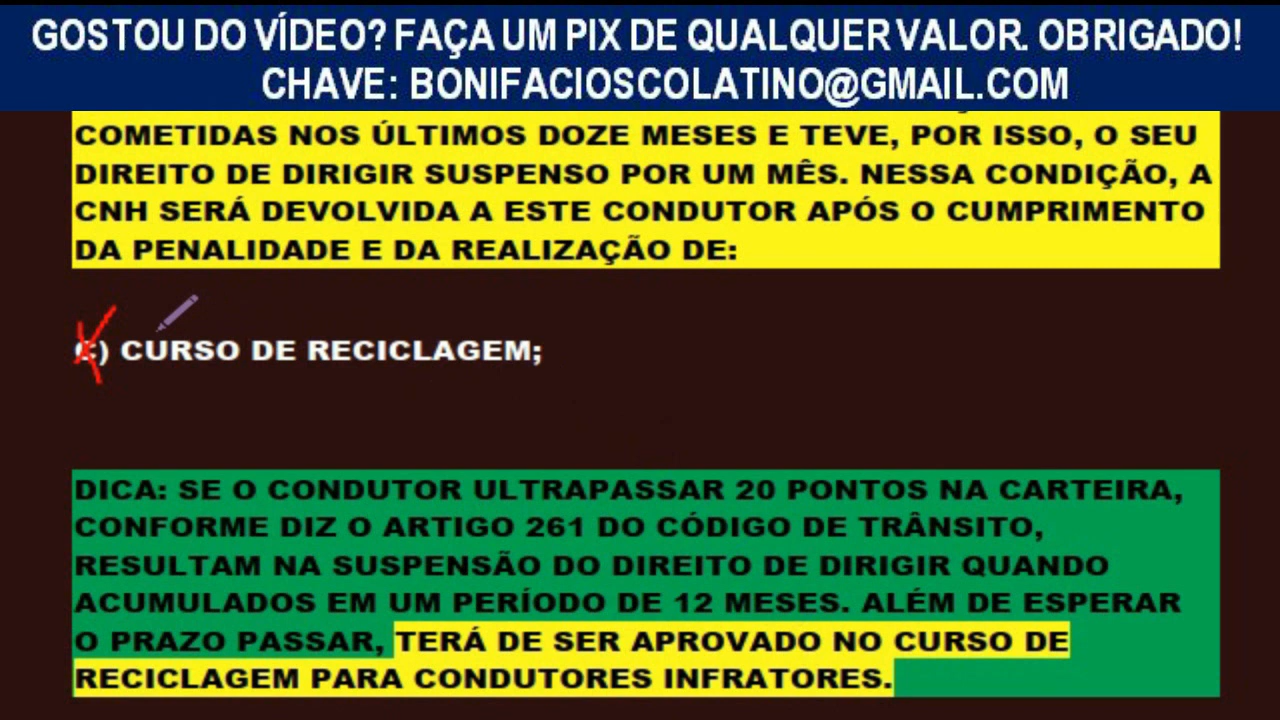 GOSTOU DO VÍDEO? FAÇA UM PIX DE QUALQUER VALOR. OBRIGADO!
CHAVE: BONIFACIOSCOLATINO@GMAIL.COM
COMETIDAS NOS ÚLTIMOS DOZE MESES E TEVE, POR ISSO, O SEU
DIREITO DE DIRIGIR SUSPENSO POR UM MÊS. NESSA CONDIÇÃO, A
CNH SERÁ DEVOLVIDA A ESTE CONDUTOR APÓS O CUMPRIMENTO
DA PENALIDADE E DA REALIZAÇÃO DE:
C) CURSO DE RECICLAGEM;
DICA: SE O CONDUTOR ULTRAPASSAR 20 PONTOS NA CARTEIRA,
CONFORME DIZ O ARTIGO 261 DO CÓDIGO DE TRÂNSITO,
RESULTAM NA SUSPENSÃO DO DIREITO DE DIRIGIR QUANDO
ACUMULADOS EM UM PERÍODO DE 12 MESES. ALÉM DE ESPERAR
O PRAZO PASSAR, TERÁ DE SER APROVADO NO CURSO DE
RECICLAGEM PARA CONDUTORES INFRATORES.